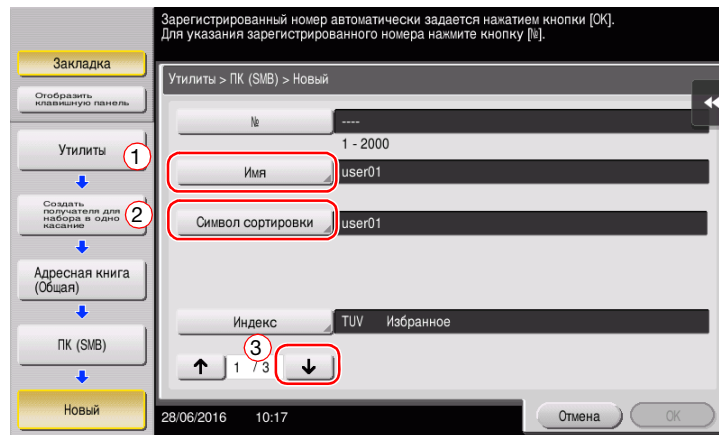 Зарегистрированный номер автоматически задается нажатием кнопки [OK].
Для указания зарегистрированного номера нажмите кнопку [№].
Закладка
Отобразить
клавишную панель
Утилиты
1
Создать
получателя для
набора в одно
касание
2
Адресная книга
(Общая)
ПК (SMB)
Новый
Утилиты > ПК (SMB) > Новый
№ ----
1 - 2000
Имя user01
Символ сортировки user01
Индекс TUV Избранное
3
1 / 3
28/06/2016 10:17
Отмена OK